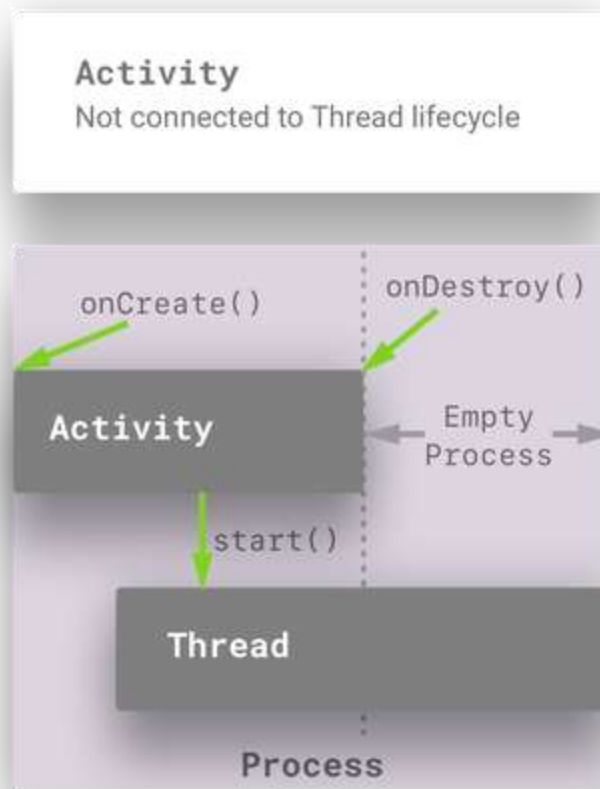 Activity
Not connected to Thread lifecycle
onCreate()
onDestroy()
Activity
Empty
Process
start()
Thread
Process